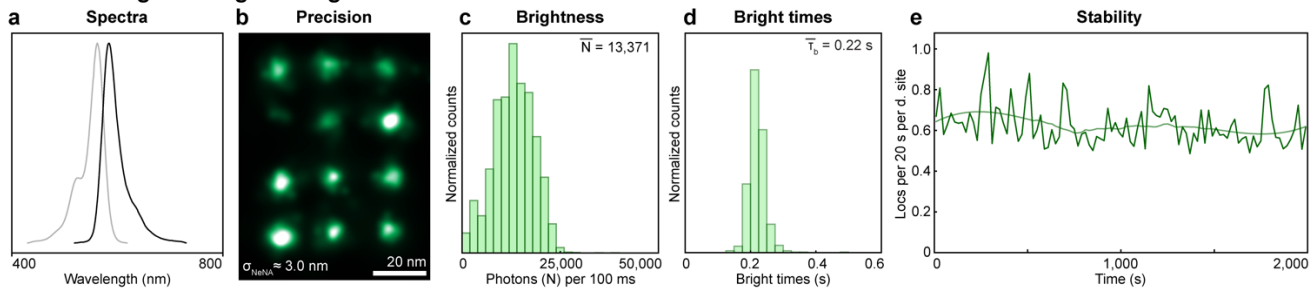 a Spectra
400 800
Wavelength (nm)
b Precision
σNeNA ≈ 3.0 nm
20 nm
c Brightness
N̅ = 13,371
Normalized counts
0 25,000 50,000
Photons (N) per 100 ms
d Bright times
τ̅b = 0.22 s
Normalized counts
0 0.2 0.4 0.6
Bright times (s)
e Stability
Locs per 20 s per d. site
1.0
0.8
0.6
0.4
0.2
0
0 1,000 2,000
Time (s)